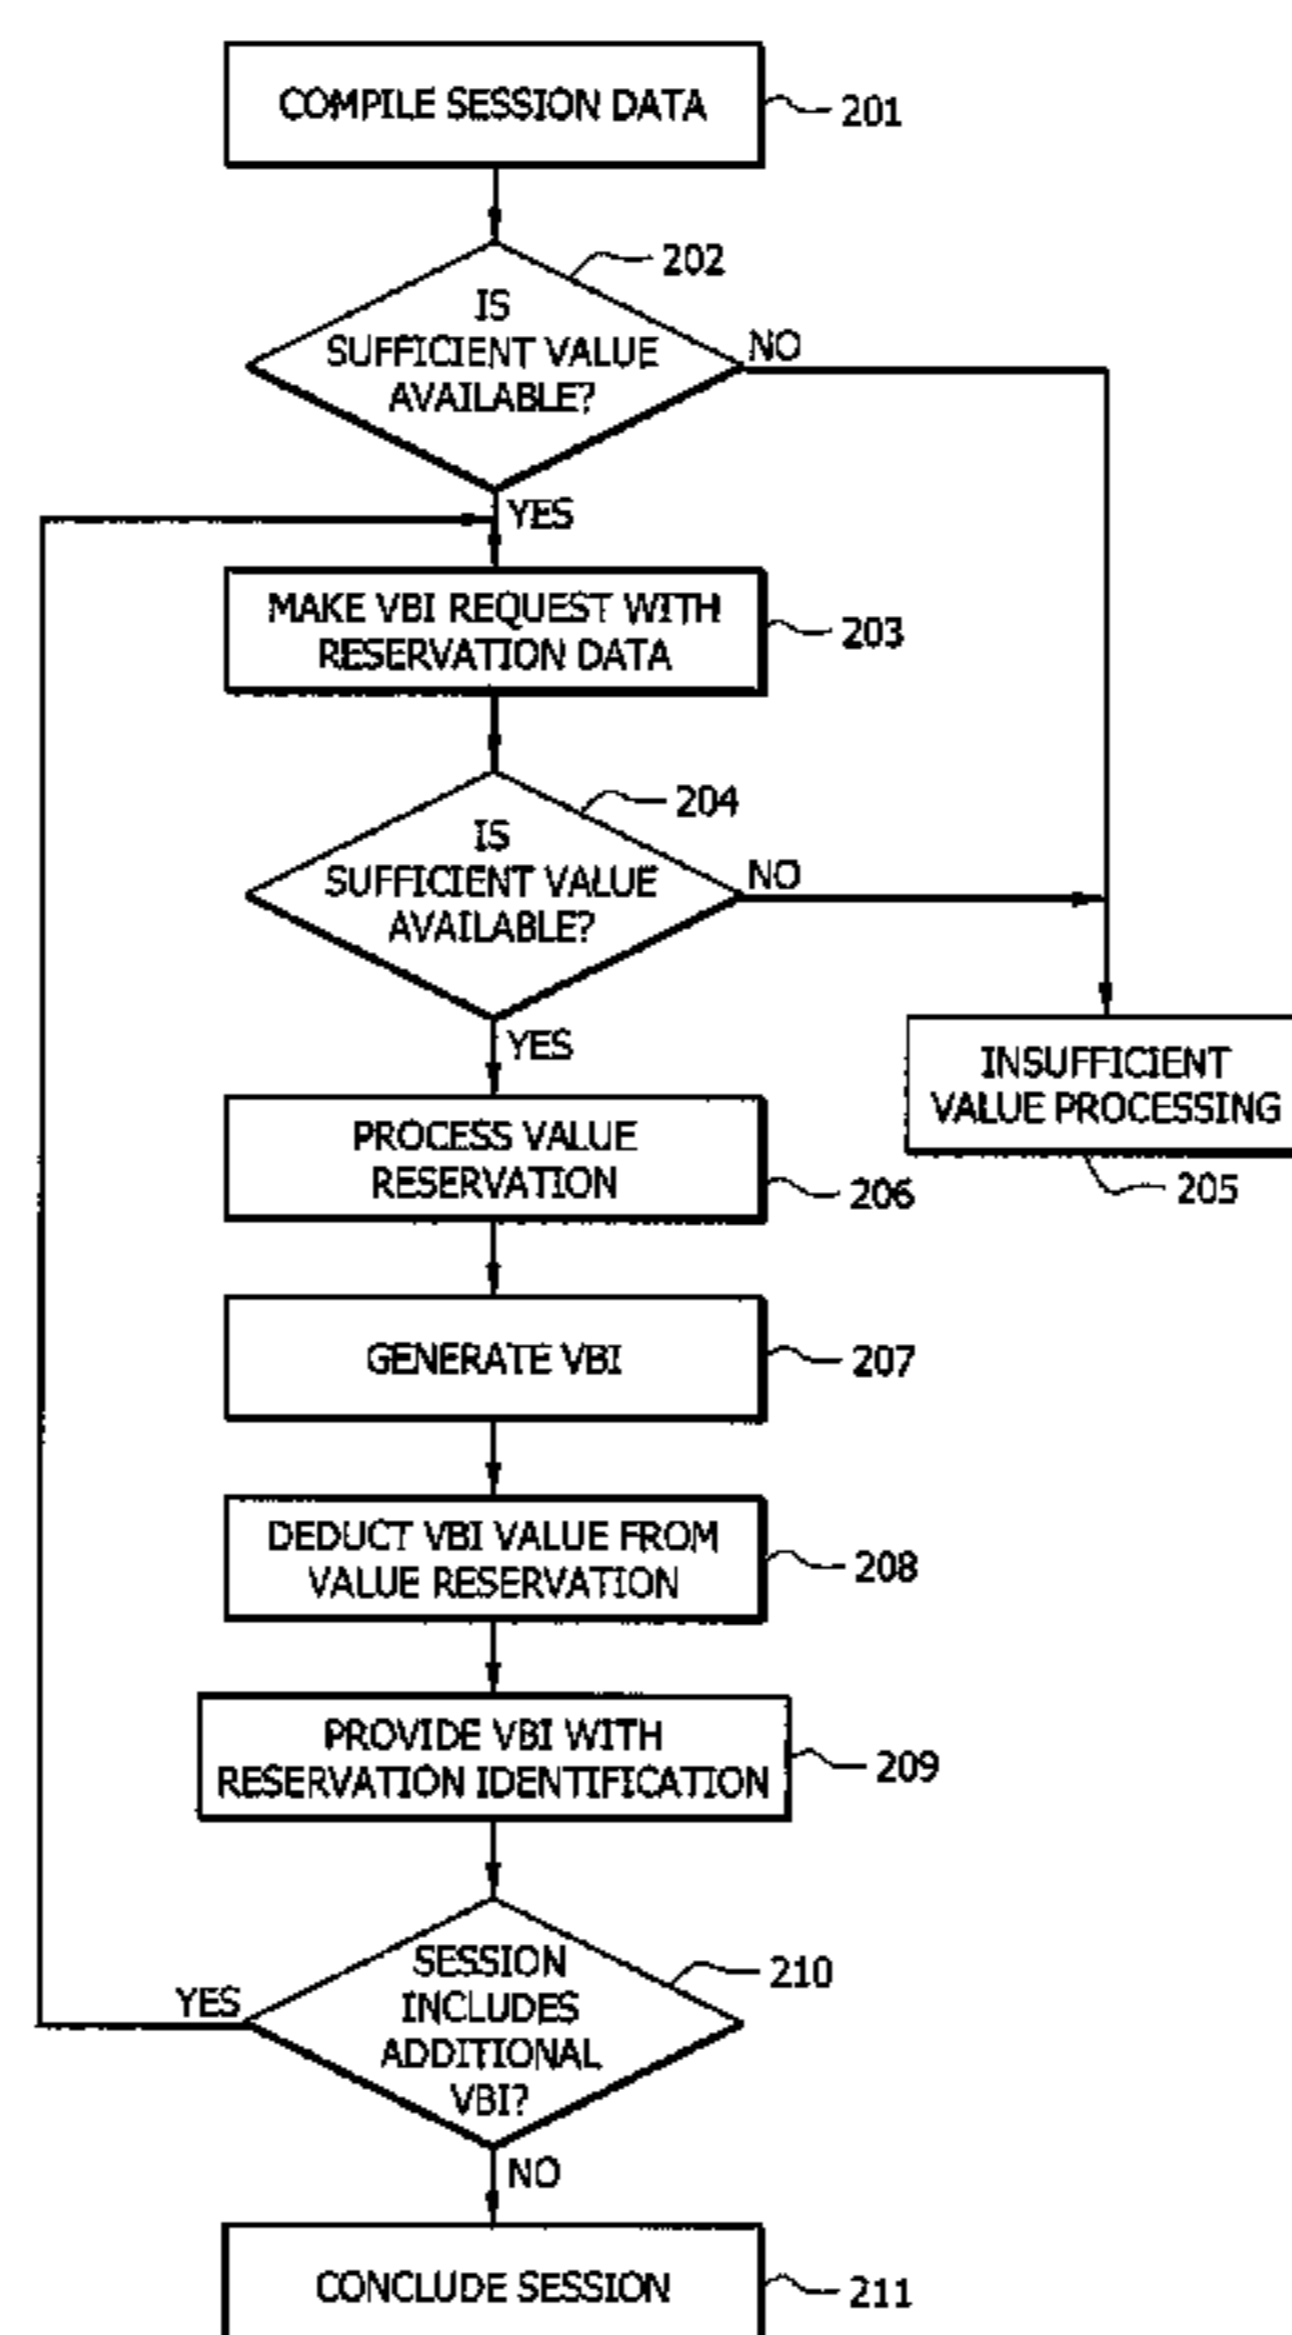 COMPILE SESSION DATA
201
202
IS
SUFFICIENT VALUE
AVAILABLE?
NO
YES
MAKE VBI REQUEST WITH
RESERVATION DATA
203
204
IS
SUFFICIENT VALUE
AVAILABLE?
NO
YES
INSUFFICIENT
VALUE PROCESSING
205
PROCESS VALUE
RESERVATION
206
GENERATE VBI
207
DEDUCT VBI VALUE FROM
VALUE RESERVATION
208
PROVIDE VBI WITH
RESERVATION IDENTIFICATION
209
210
SESSION
INCLUDES
ADDITIONAL
VBI?
YES
NO
CONCLUDE SESSION
211